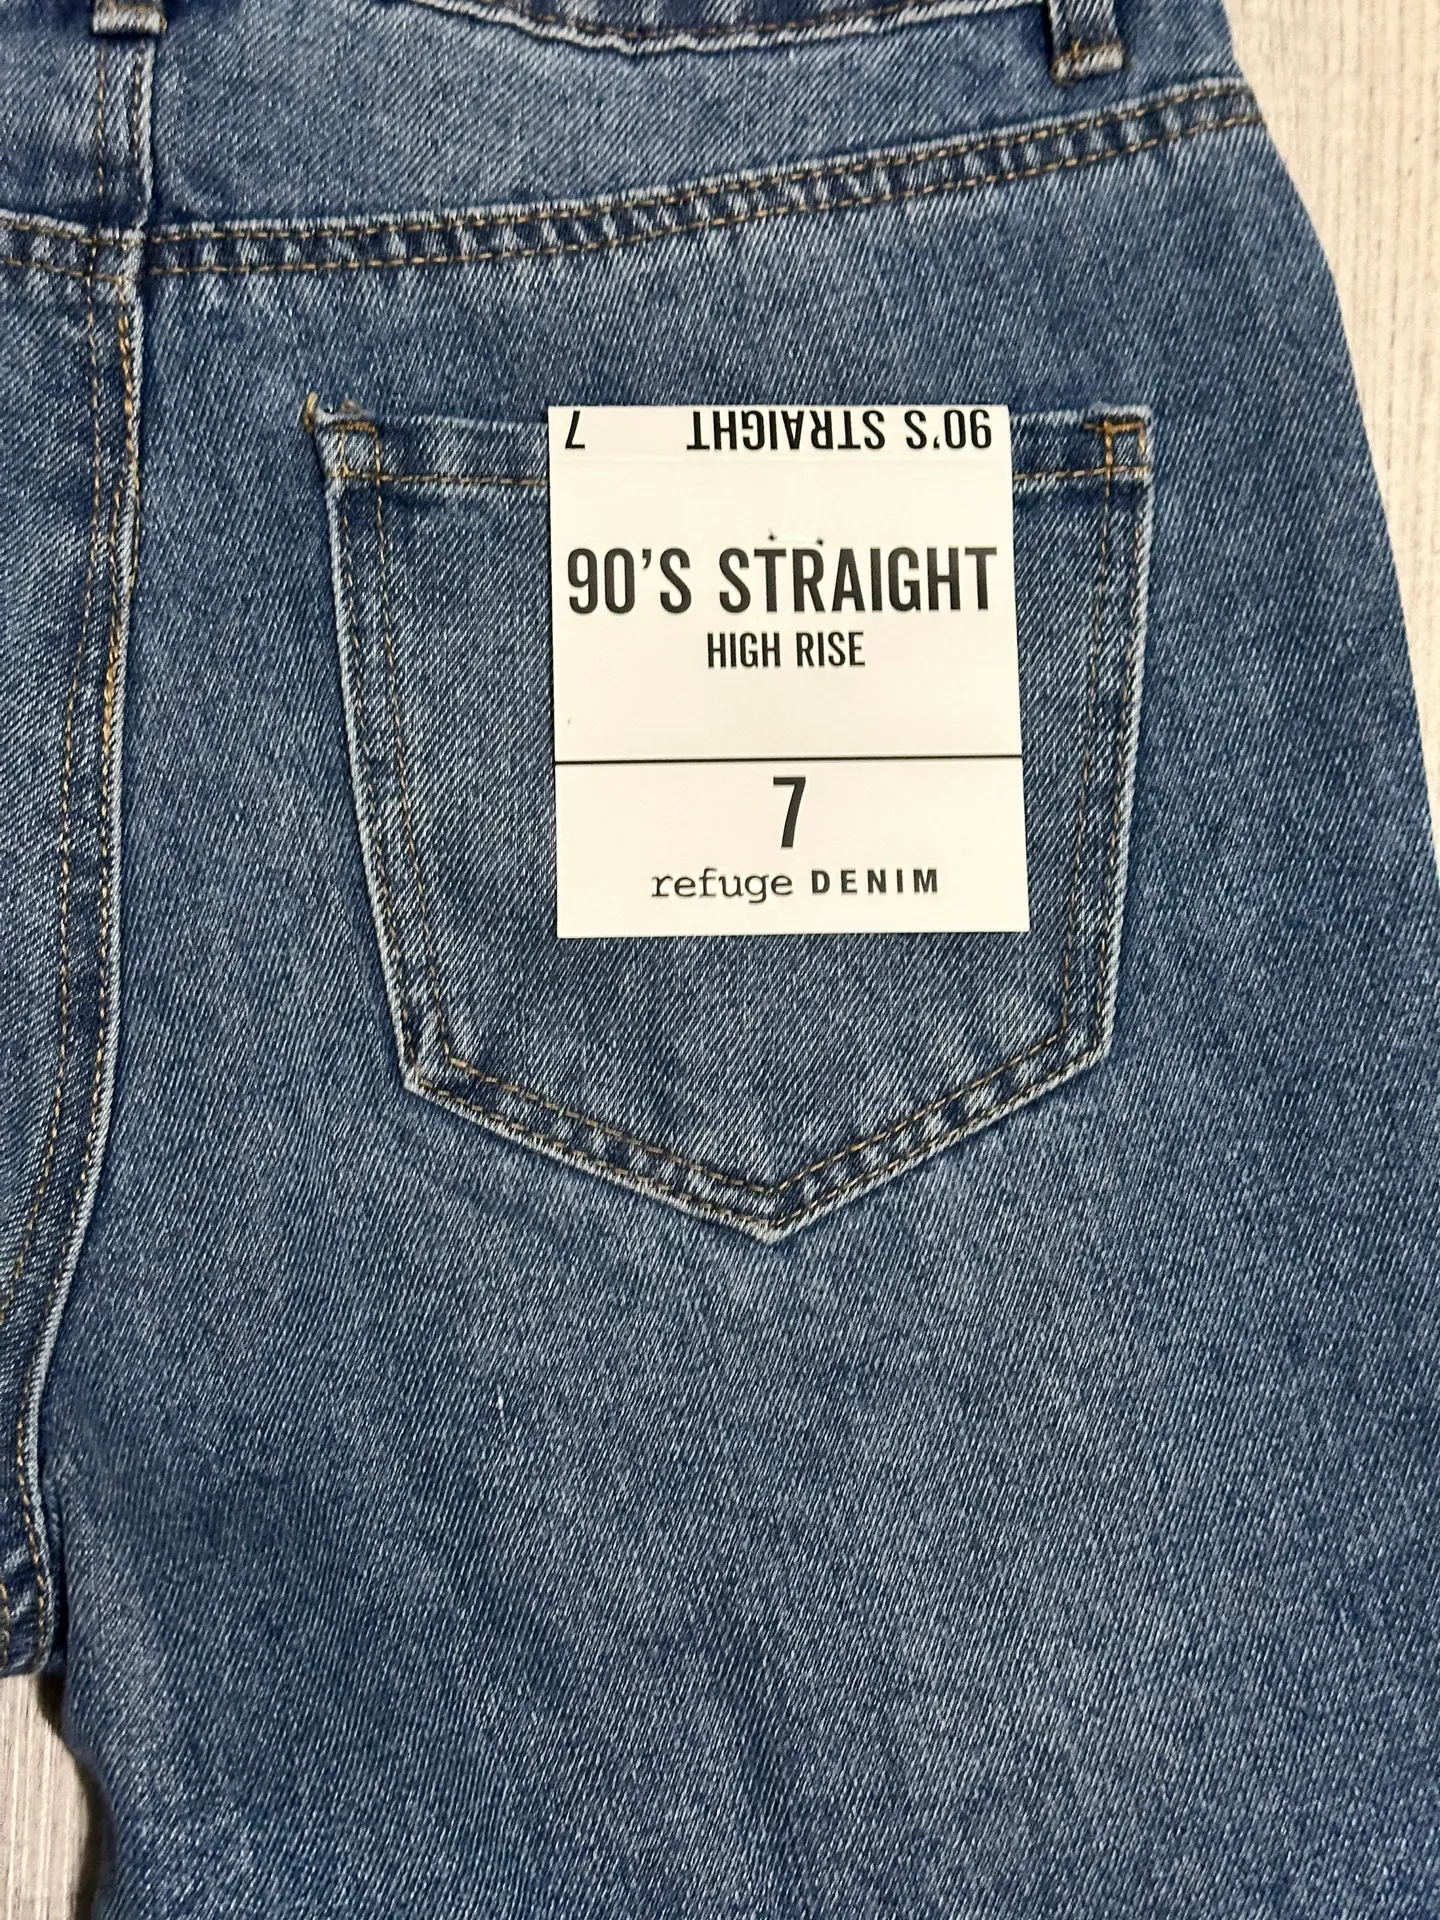 90'S STRAIGHT 7
90'S STRAIGHT
HIGH RISE
7
refuge DENIM